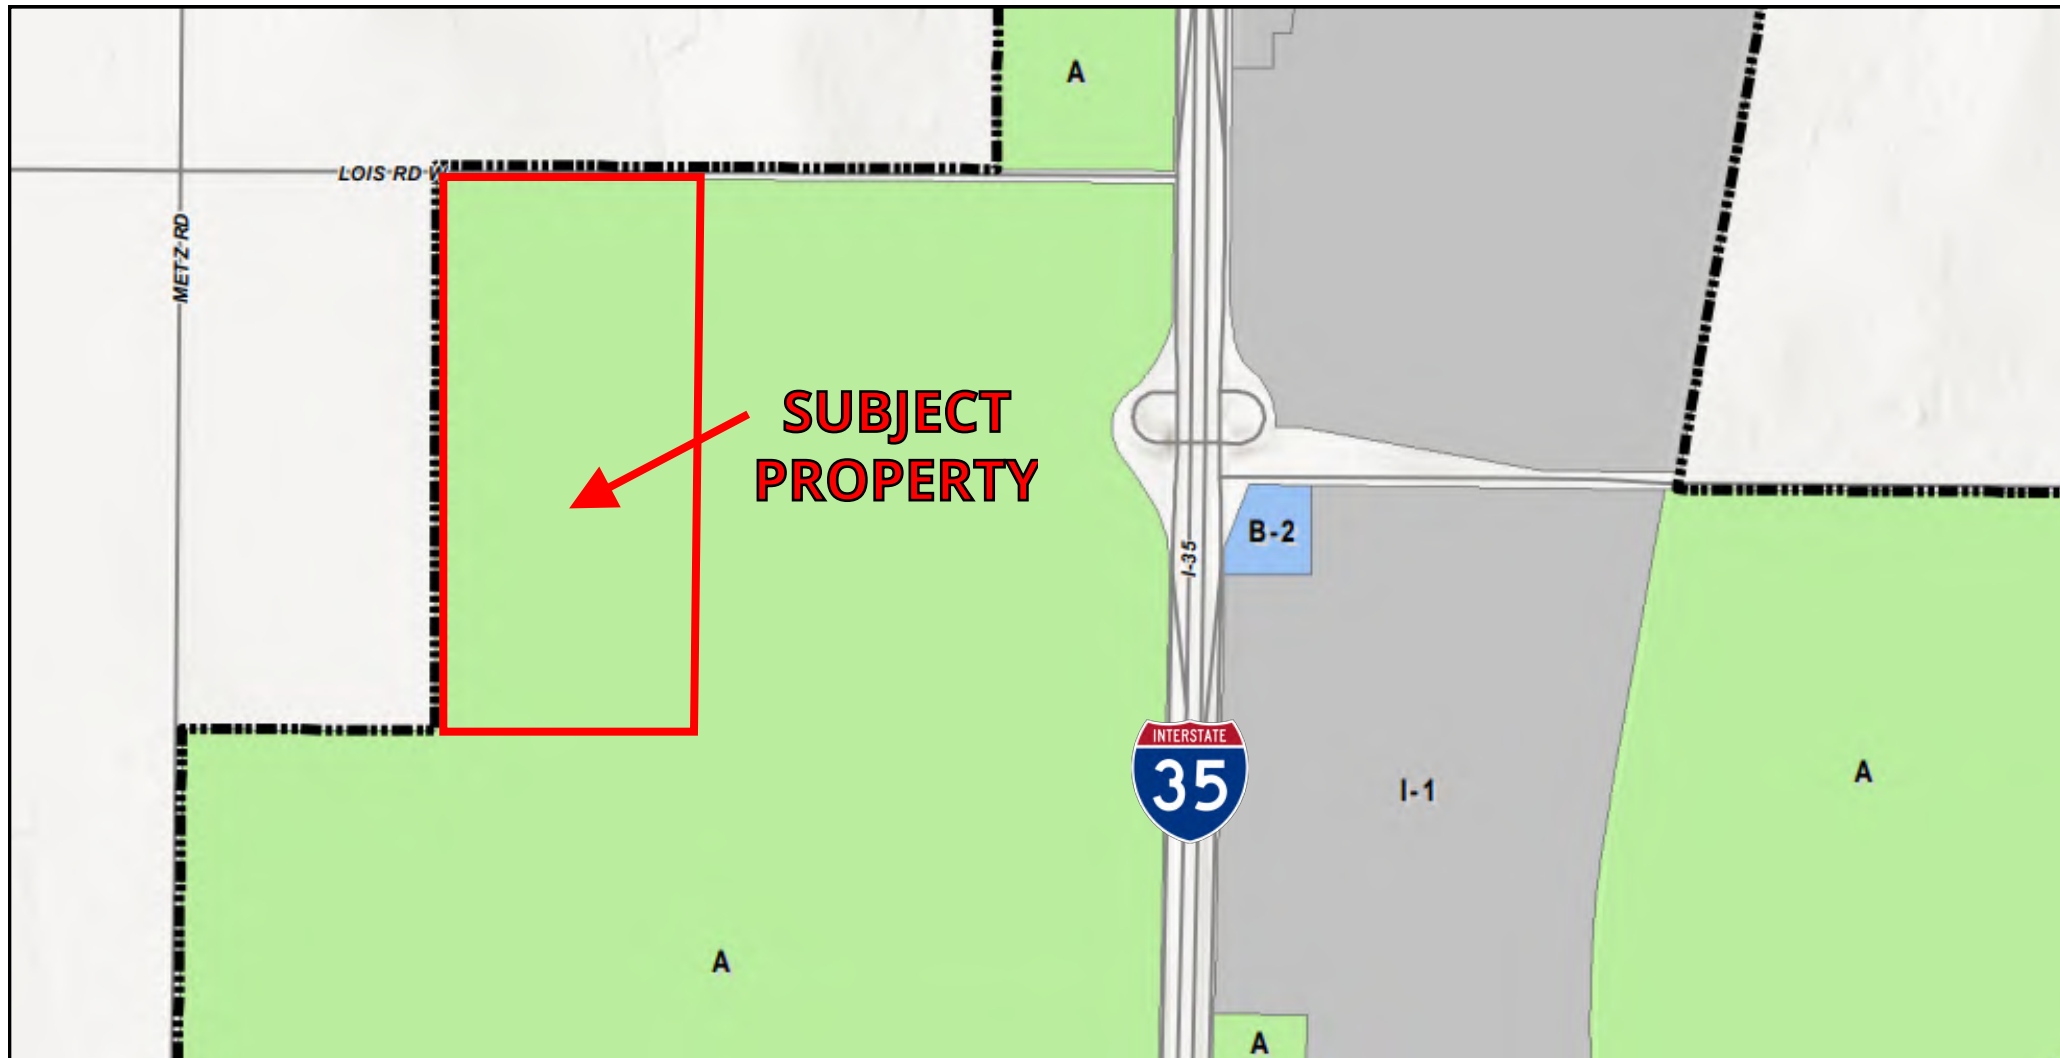 A
LOIS RD W
METZ RD
SUBJECT
PROPERTY
B-2
I-35
INTERSTATE
35
I-1
A
A
A